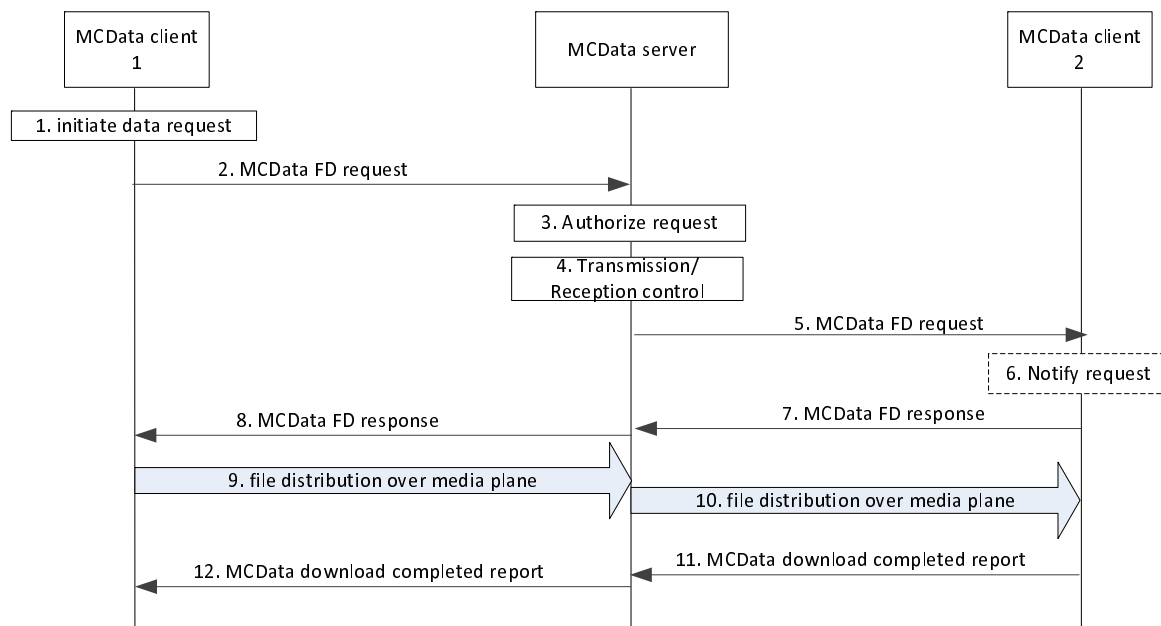 MCData client
1
MCData server
MCData client
2
1. initiate data request
2. MCData FD request
3. Authorize request
4. Transmission/
Reception control
5. MCData FD request
6. Notify request
7. MCData FD response
8. MCData FD response
9. file distribution over media plane
10. file distribution over media plane
11. MCData download completed report
12. MCData download completed report